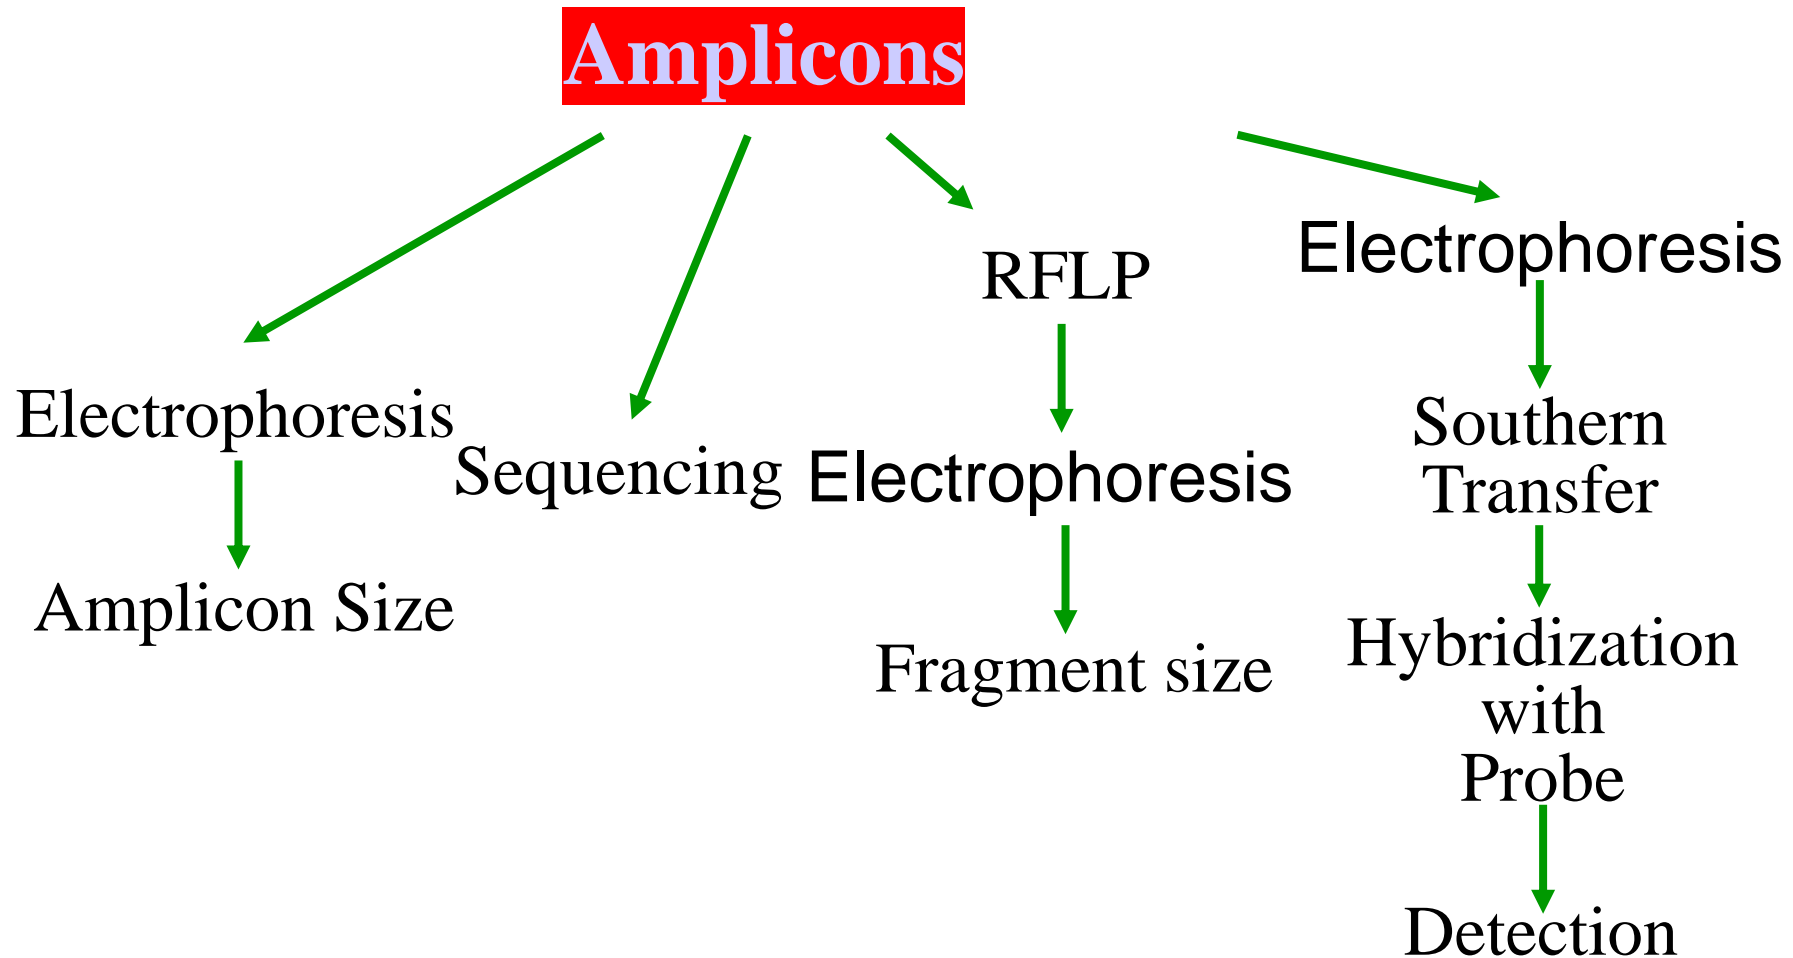 Amplicons
Electrophoresis
Amplicon Size
Sequencing
RFLP
Electrophoresis
Fragment size
Electrophoresis
Southern
Transfer
Hybridization
with
Probe
Detection